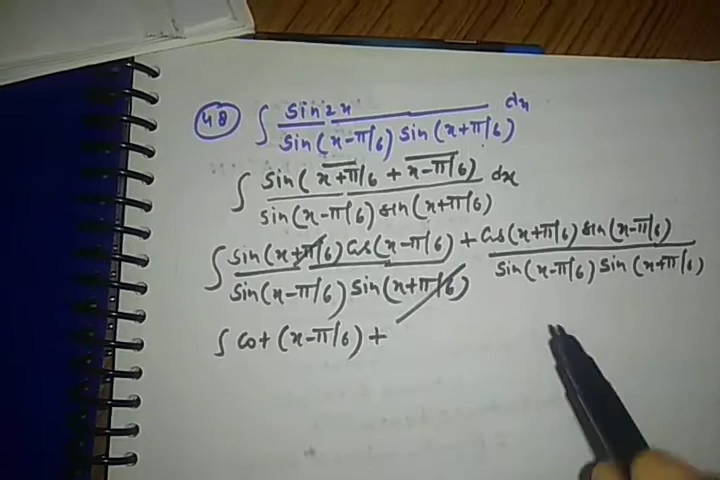 48 ∫ sin2x / sin(x-π/6) sin(x+π/6) dx
∫ sin(x+π/6 + x-π/6) / sin(x-π/6) sin(x+π/6) dx
∫ sin(x+π/6) cos(x-π/6) / sin(x-π/6) sin(x+π/6) + cos(x+π/6) sin(x-π/6) / sin(x-π/6) sin(x+π/6)
∫ cot (x-π/6) +